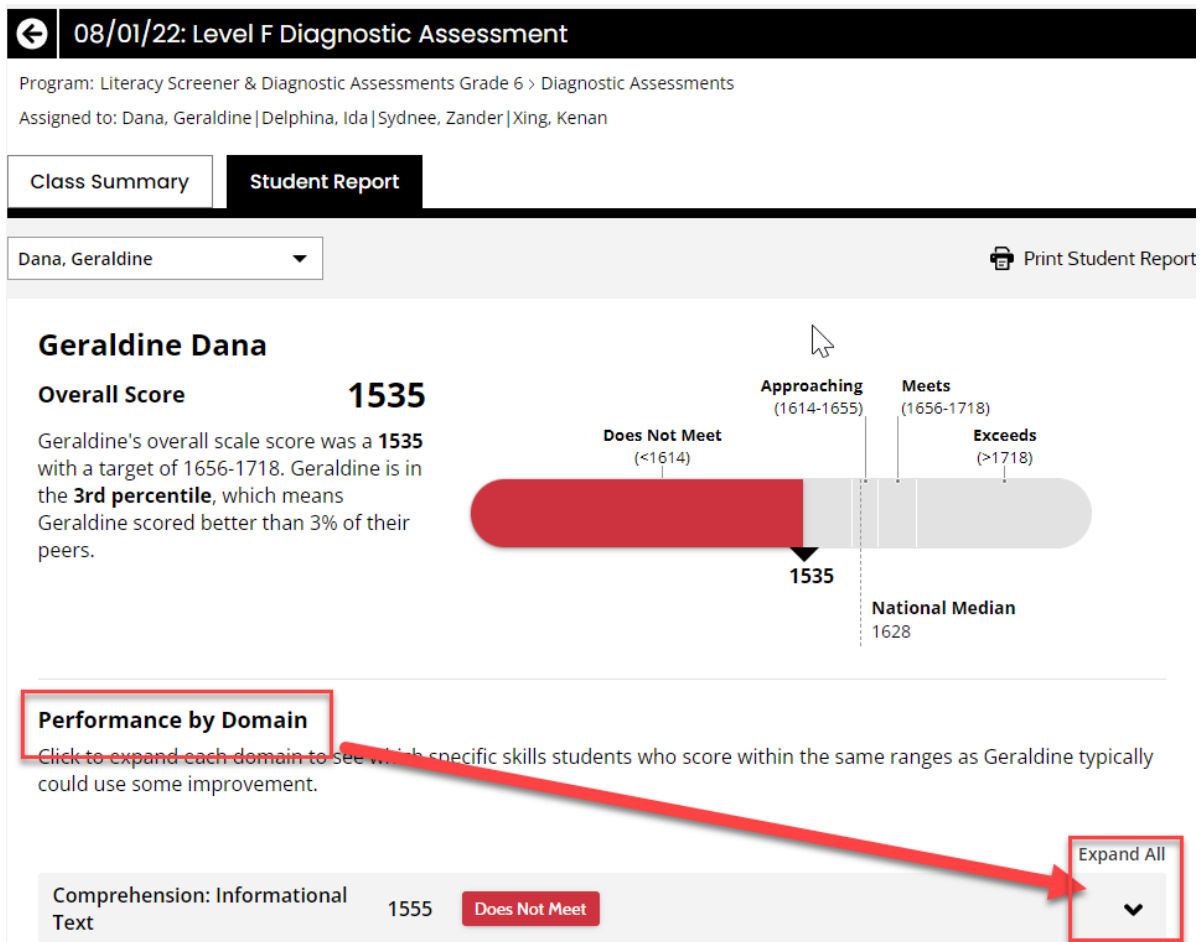 08/01/22: Level F Diagnostic Assessment
Program: Literacy Screener & Diagnostic Assessments Grade 6 > Diagnostic Assessments
Assigned to: Dana, Geraldine|Delphina, Ida|Sydnee, Zander|Xing, Kenan
Class Summary
Student Report
Dana, Geraldine
Print Student Report
Geraldine Dana
Overall Score 1535
Geraldine's overall scale score was a 1535
with a target of 1656-1718. Geraldine is in
the 3rd percentile, which means
Geraldine scored better than 3% of their
peers.
Approaching
(1614-1655)
Meets
(1656-1718)
Does Not Meet
(<1614)
Exceeds
(>1718)
1535
National Median
1628
Performance by Domain
Click to expand each domain to see which specific skills students who score within the same ranges as Geraldine typically
could use some improvement.
Expand All
Comprehension: Informational
Text
1555
Does Not Meet